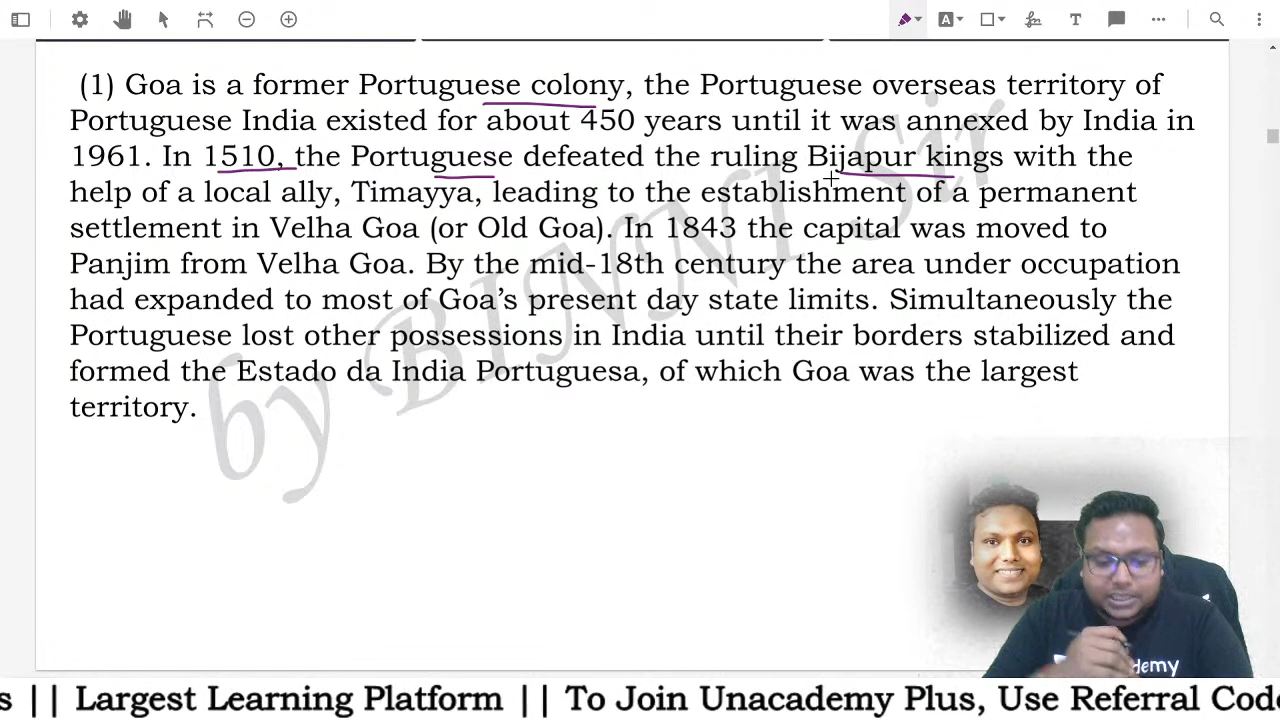 (1) Goa is a former Portuguese colony, the Portuguese overseas territory of
Portuguese India existed for about 450 years until it was annexed by India in
1961. In 1510, the Portuguese defeated the ruling Bijapur kings with the
help of a local ally, Timayya, leading to the establishment of a permanent
settlement in Velha Goa (or Old Goa). In 1843 the capital was moved to
Panjim from Velha Goa. By the mid-18th century the area under occupation
had expanded to most of Goa's present day state limits. Simultaneously the
Portuguese lost other possessions in India until their borders stabilized and
formed the Estado da India Portuguesa, of which Goa was the largest
territory.
by BINNI Sir
demy
s || Largest Learning Platform || To Join Unacademy Plus, Use Referral Code